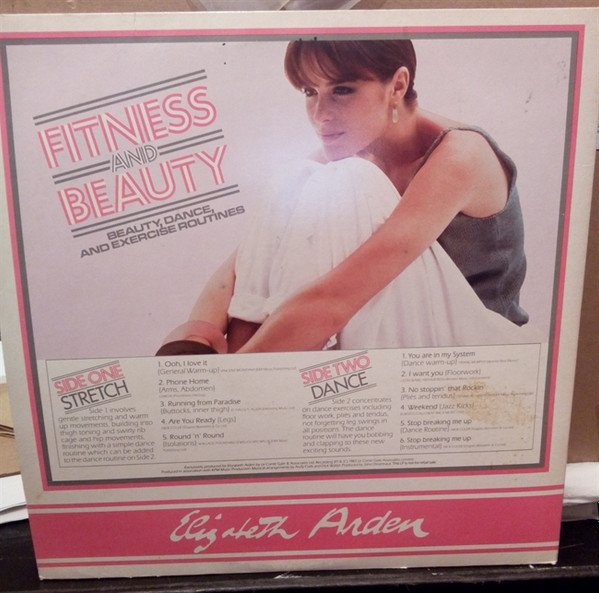 FITNESS
AND
BEAUTY
BEAUTY, DANCE,
AND EXERCISE ROUTINES
SIDE ONE
STRETCH
Side 1 involves
gentle stretching and warm
up movements, building into
thigh toning and swirly rib
cage and hip movements,
finishing with a simple dance
routine which can be added
to the dance routine on Side 2
1. Ooh, I love it
(General Warm-up)
2. Phone Home
(Arms, Abdomen)
3. Running from Paradise
(Buttocks, inner thigh)
4. Are You Ready (Legs)
5. Round 'n' Round
SIDE TWO
DANCE
Side 2 concentrates
on dance exercises including
floor work, plies and tendus,
not forgetting leg swings in
all positions. The dance
routine will have you bobbing
and clapping to these new
exciting sounds.
1. You are in my System
(Dance warm-up)
2. I want you (Floorwork)
3. No stoppin' that Rockin'
(Plies and tendus)
4. Weekend (Jazz Kicks)
5. Stop breaking me up
(Dance Routine)
6. Stop breaking me up
(Instrumental)
Elizabeth Arden